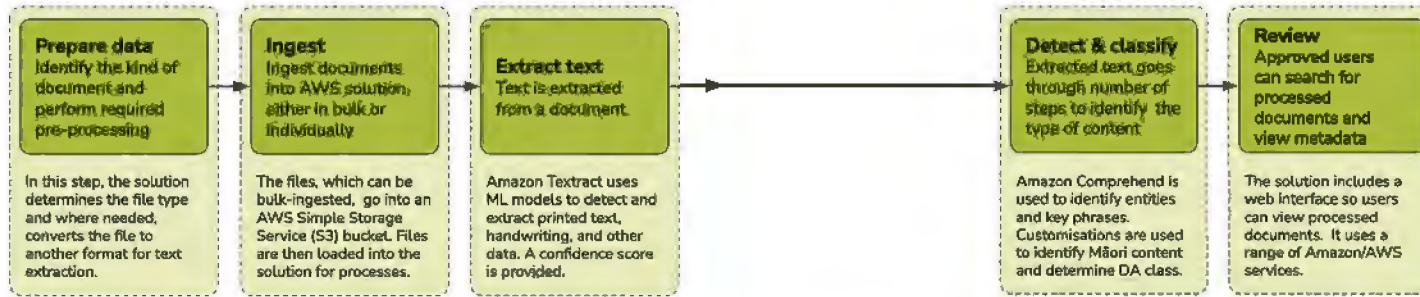 Prepare data
Identify the kind of
document and
perform required
pre-processing
In this step, the solution
determines the file type
and where needed,
converts the file to
another format for text
extraction.
Ingest
Ingest documents
into AWS solution,
either in bulk or
individually
The files, which can be
bulk-ingested, go into an
AWS Simple Storage
Service (S3) bucket. Files
are then loaded into the
solution for processes.
Extract text
Text is extracted
from a document.
Amazon Textract uses
ML models to detect and
extract printed text,
handwriting, and other
data. A confidence score
is provided.
Detect & classify
Extracted text goes
through number of
steps to identify the
type of content
Amazon Comprehend is
used to identify entities
and key phrases.
Customisations are used
to identify Māori content
and determine DA class.
Review
Approved users
can search for
processed
documents and
view metadata
The solution includes a
web interface so users
can view processed
documents. It uses a
range of Amazon/AWS
services.